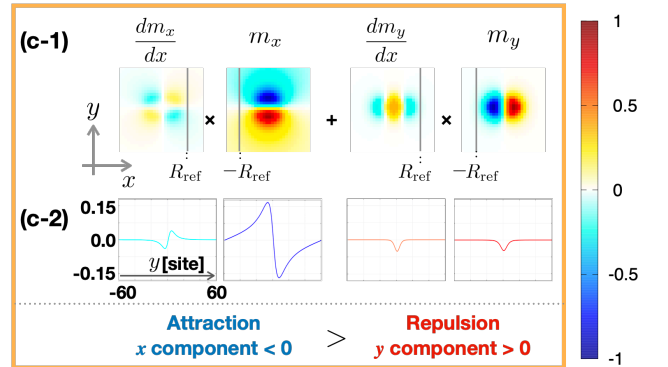 (c-1)
dm_x/dx m_x dm_y/dx m_y
y
× + ×
x
R_ref −R_ref R_ref −R_ref
(c-2)
0.15
0.0
-0.15
y [site]
-60 60
Attraction > Repulsion
x component < 0 y component > 0
1
0.5
0
-0.5
-1